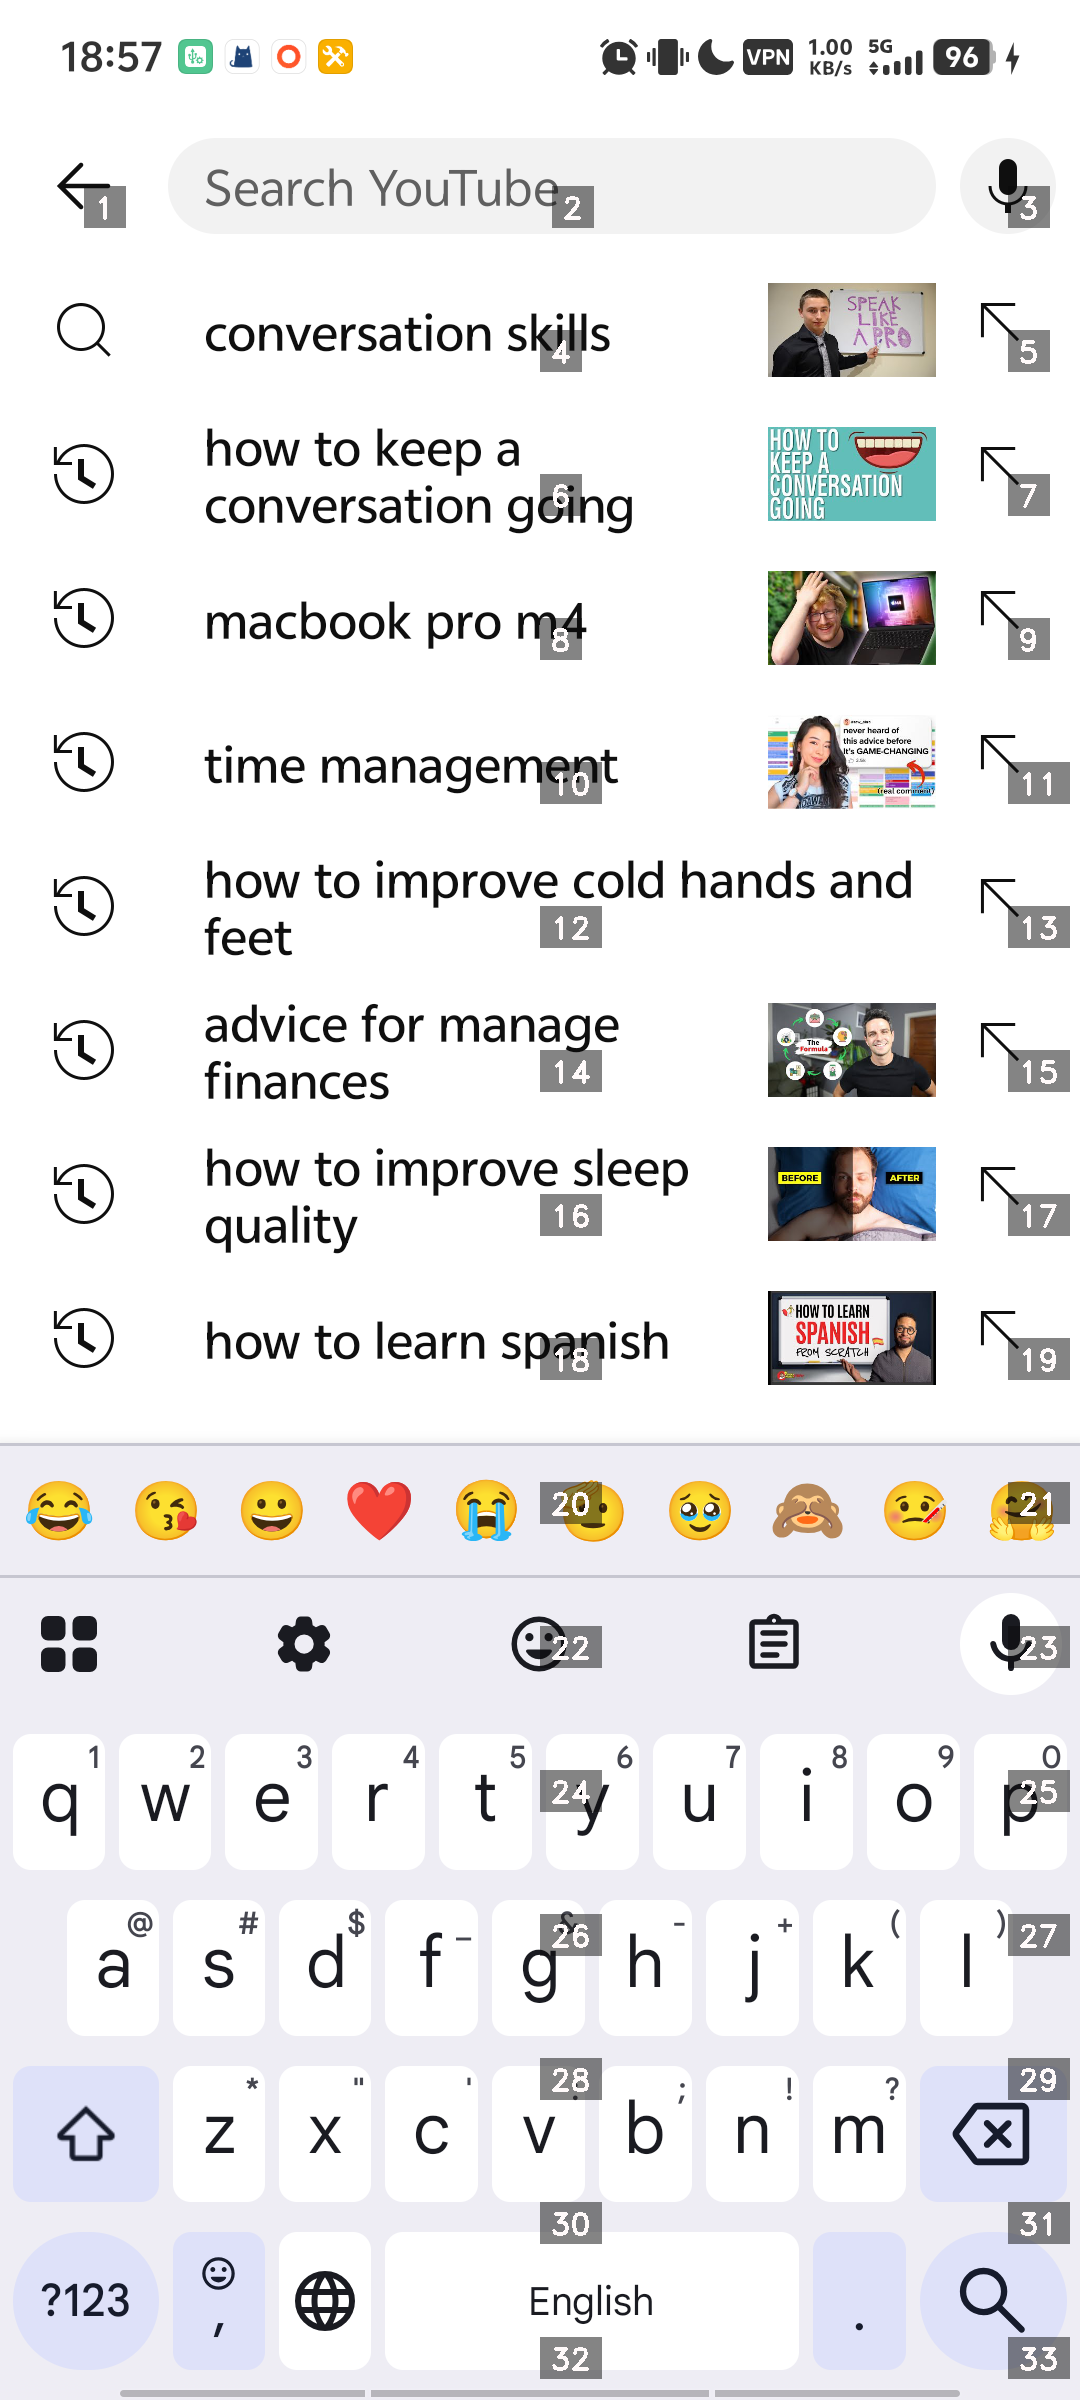 18:57
VPN 1.00 KB/s 5G 96
1
Search YouTube 2
3
conversation skills 4
SPEAK LIKE A PRO
5
how to keep a
conversation going 6
HOW TO
KEEP A
CONVERSATION
GOING
7
macbook pro m4 8
9
time management 10
never heard of
this advice before
It's GAME-CHANGING
(real comment)
11
how to improve cold hands and
feet 12
13
advice for manage
finances 14
The
Formula
15
how to improve sleep
quality 16
BEFORE AFTER
17
how to learn spanish 18
HOW TO LEARN
SPANISH
FROM SCRATCH
19
20 21
22 23
1 2 3 4 5 6 7 8 9 0
q w e r t y u i o p
24 25
@ # $ _ & - + ( )
a s d f g h j k l
26 27
* " ' : ; ! ?
z x c v b n m
28 29
30 31
?123 , English .
32 33